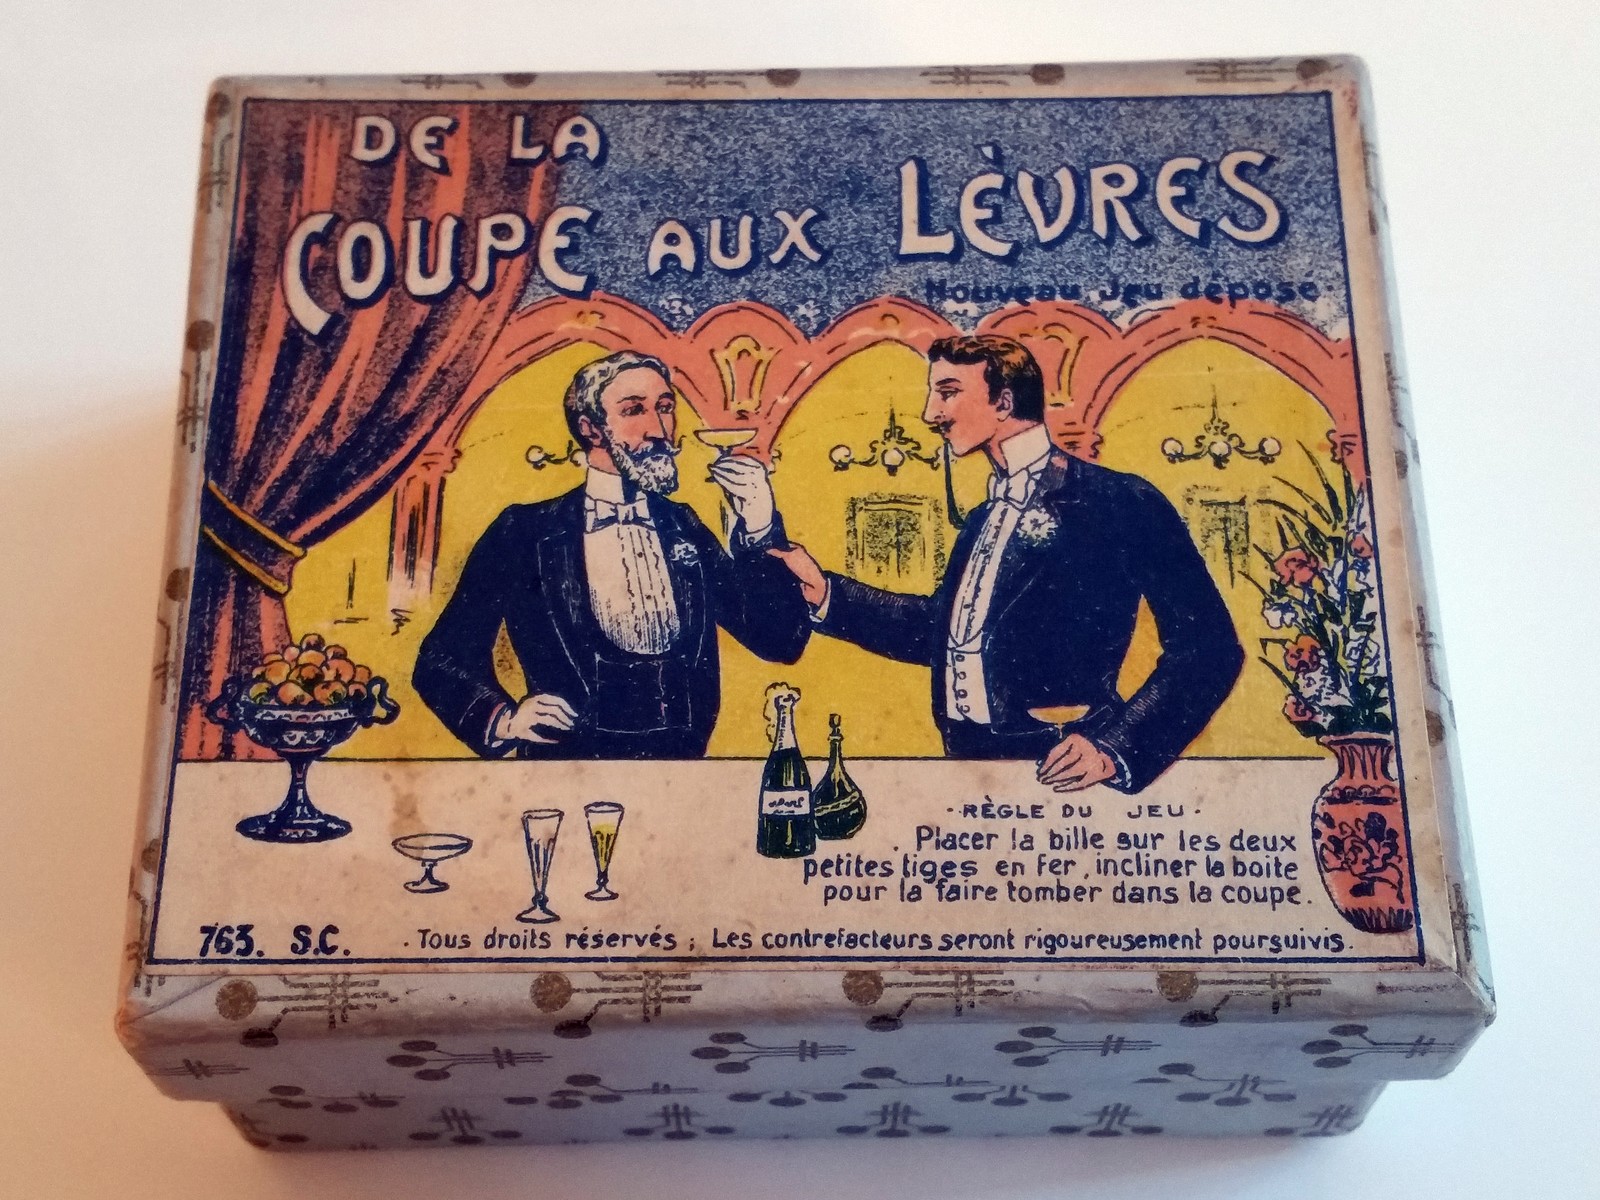 DE LA
COUPE AUX LÈVRES
Nouveau Jeu déposé.
· RÈGLE DU JEU ·
. Placer la bille sur les deux
petites tiges en fer, incliner la boite
pour la faire tomber dans la coupe.
763. S.C. . Tous droits réservés ; Les contrefacteurs seront rigoureusement poursuivis.